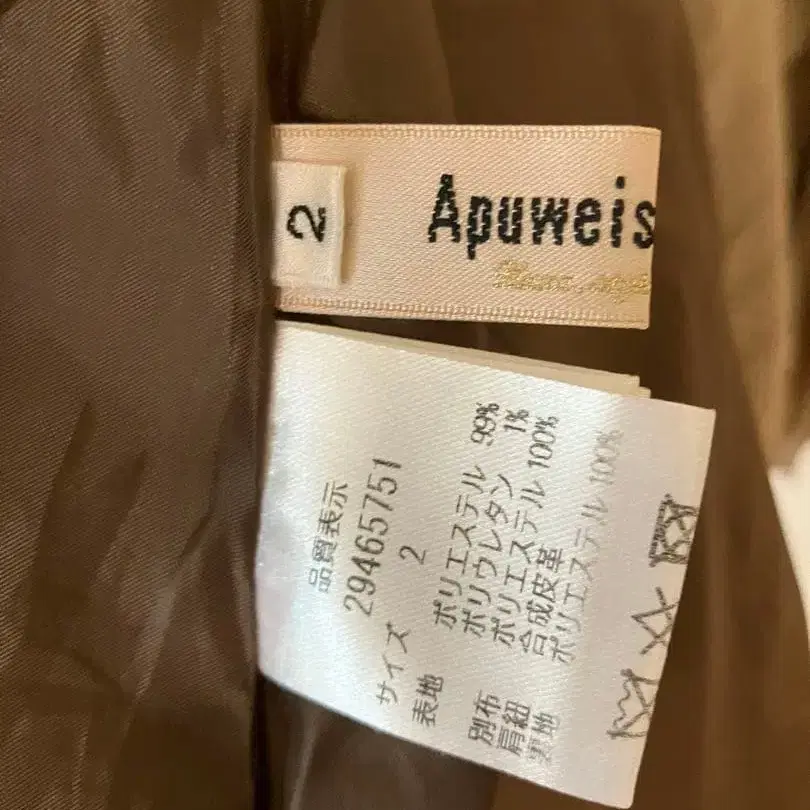 2
Apuweis
品質表示
29465751
サイズ 2
表地 ポリエステル 99%
ポリウレタン 1%
別布 ポリエステル 100%
肩紐 合成皮革
裏地 ポリエステル 100%